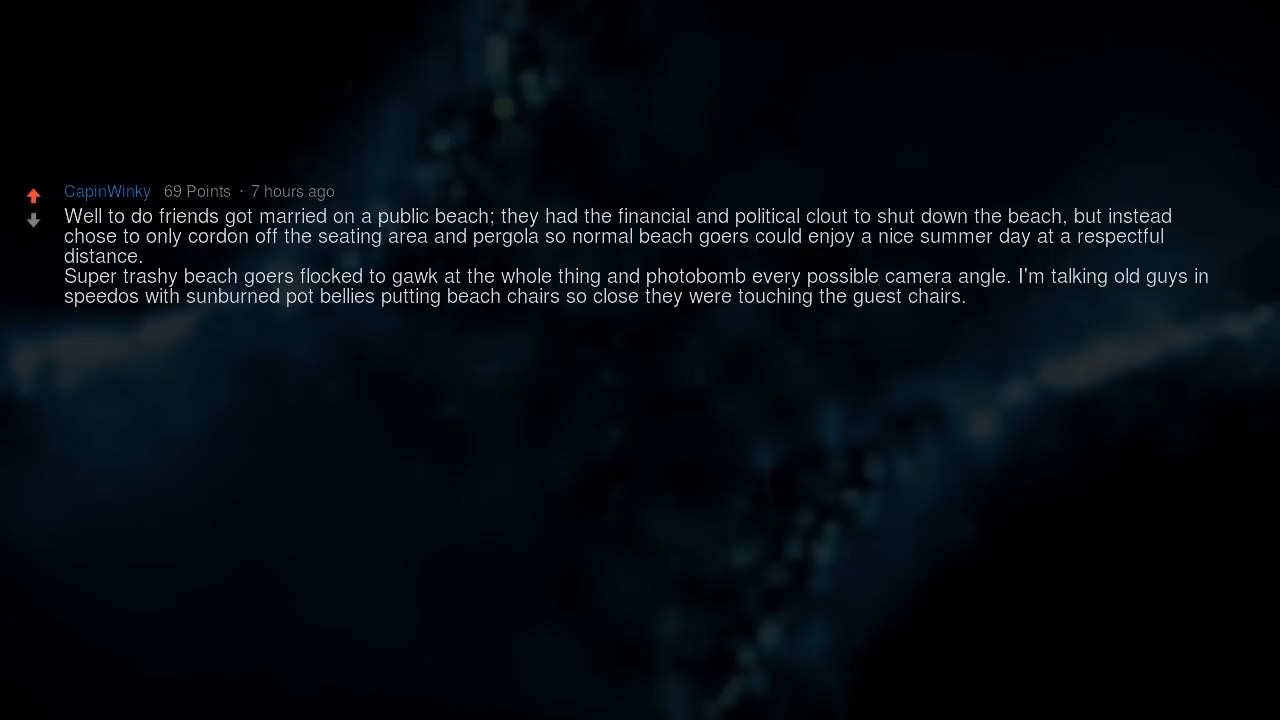 CapinWinky 69 Points · 7 hours ago
Well to do friends got married on a public beach; they had the financial and political clout to shut down the beach, but instead
chose to only cordon off the seating area and pergola so normal beach goers could enjoy a nice summer day at a respectful
distance.
Super trashy beach goers flocked to gawk at the whole thing and photobomb every possible camera angle. I'm talking old guys in
speedos with sunburned pot bellies putting beach chairs so close they were touching the guest chairs.